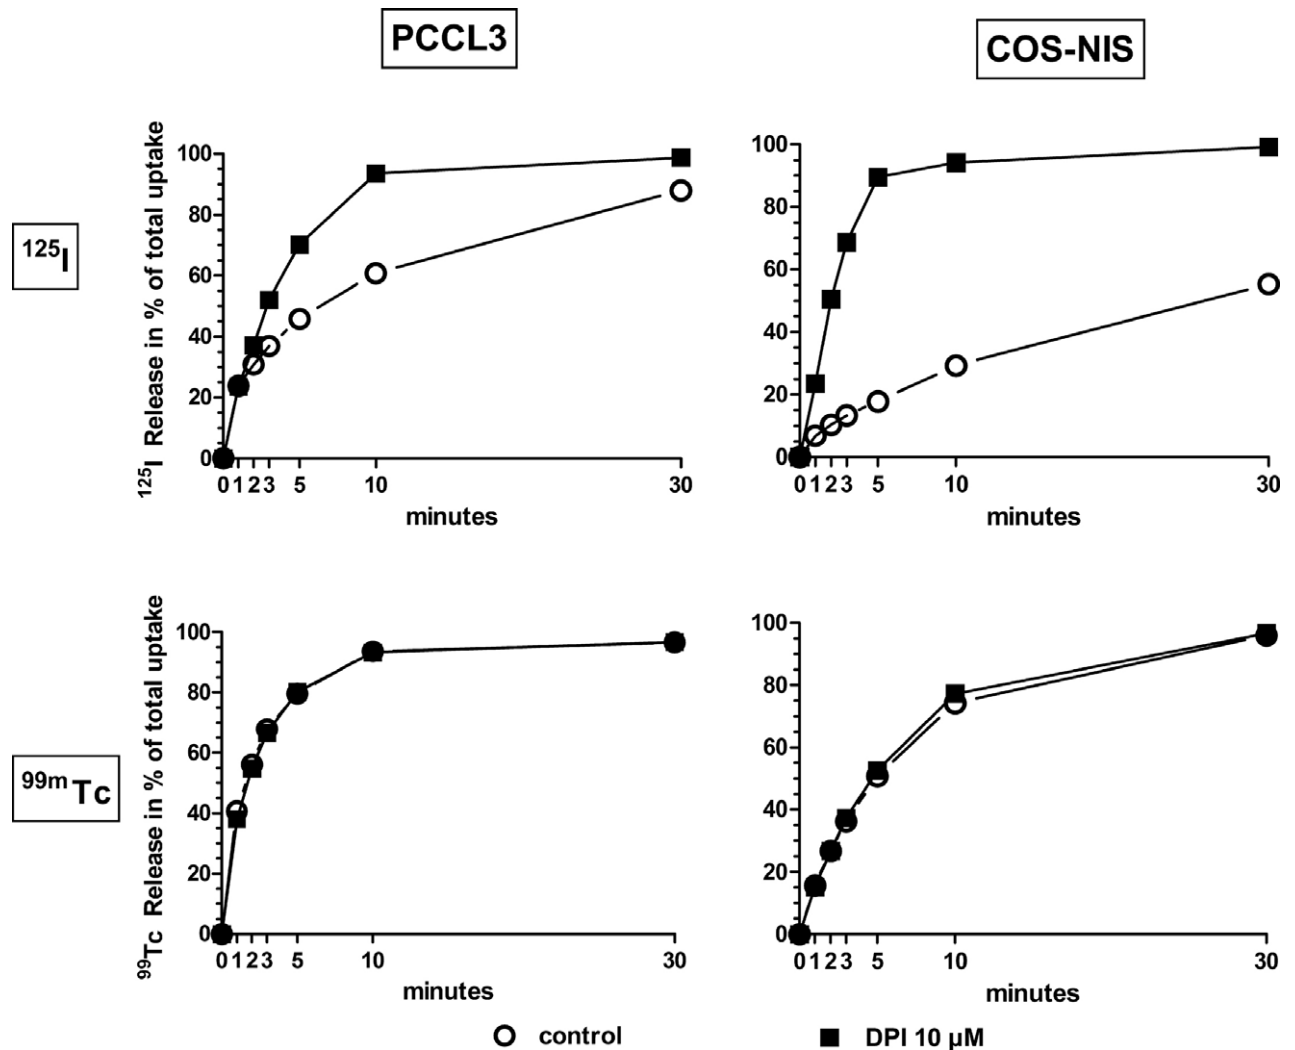 PCCL3
COS-NIS
¹²⁵I
¹²⁵I Release in % of total uptake
100
80
60
40
20
0
0 1 2 3 5 10 30
minutes
100
80
60
40
20
0
0 1 2 3 5 10 30
minutes
⁹⁹ᵐTc
⁹⁹Tc Release in % of total uptake
100
80
60
40
20
0
0 1 2 3 5 10 30
minutes
100
80
60
40
20
0
0 1 2 3 5 10 30
minutes
control
DPI 10 µM